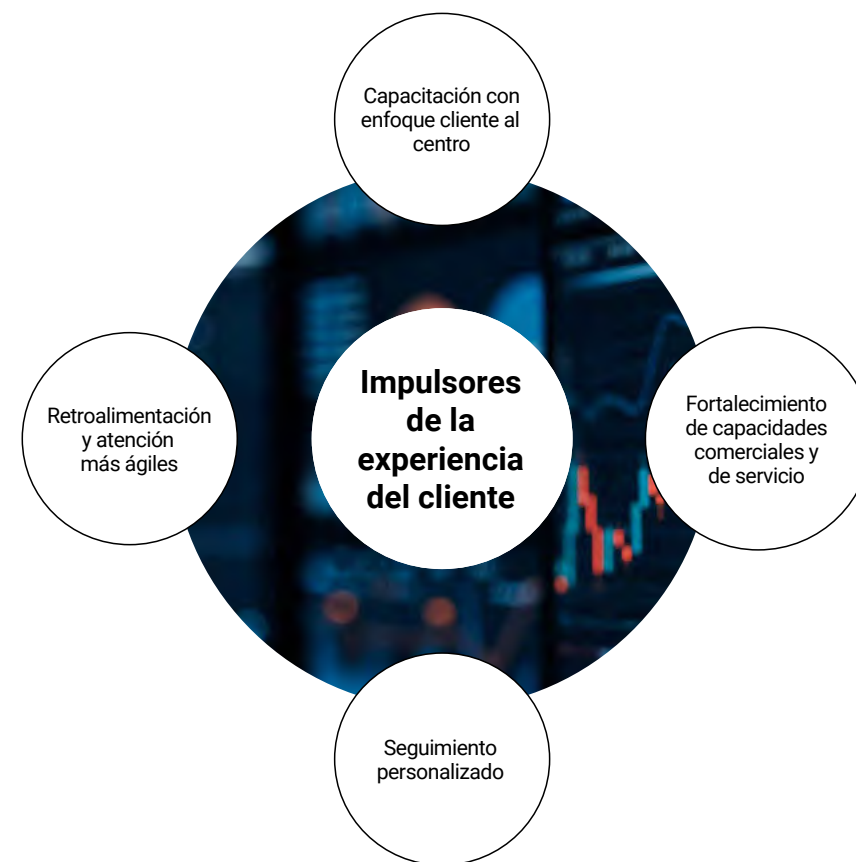 Capacitación con
enfoque cliente al
centro
Impulsores
de la
experiencia
del cliente
Retroalimentación
y atención
más ágiles
Fortalecimiento
de capacidades
comerciales y
de servicio
Seguimiento
personalizado